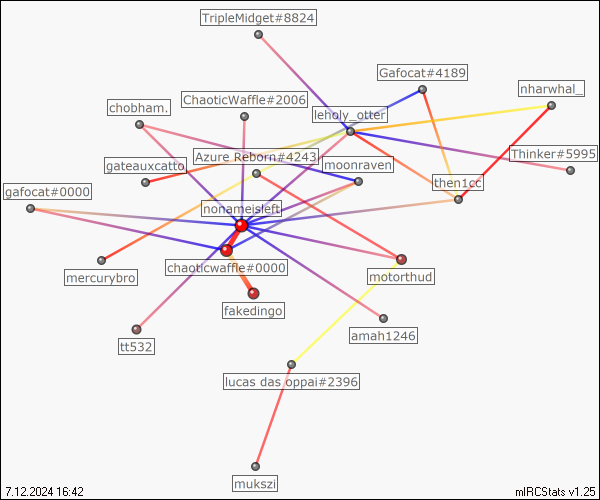 TripleMidget#8824
Gafocat#4189
nharwhal_
ChaoticWaffle#2006
chobham.
leholy_otter
Thinker#5995
Azure Reborn#4243
gateauxcatto
moonraven
then1cc
gafocat#0000
nonameisleft
chaoticwaffle#0000
mercurybro
motorthud
fakedingo
amah1246
tt532
lucas das oppai#2396
mukszi
7.12.2024 16:42
mIRCStats v1.25